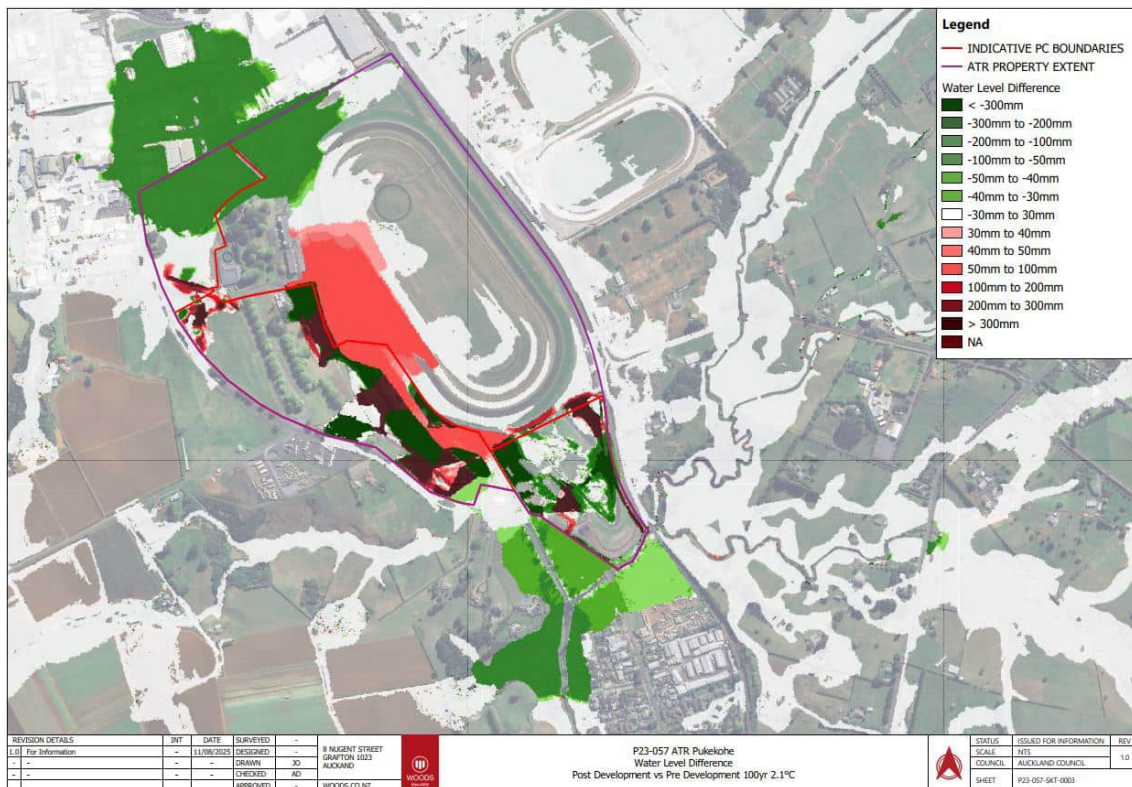 Legend
INDICATIVE PC BOUNDARIES
ATR PROPERTY EXTENT
Water Level Difference
< -300mm
-300mm to -200mm
-200mm to -100mm
-100mm to -50mm
-50mm to -40mm
-40mm to -30mm
-30mm to 30mm
30mm to 40mm
40mm to 50mm
50mm to 100mm
100mm to 200mm
200mm to 300mm
> 300mm
NA
REVISION DETAILS INT DATE
1.0 For Information - 11/08/2025
- - - -
- - - -
SURVEYED -
DESIGNED -
DRAWN JO
CHECKED AD
APPROVED -
8 NUGENT STREET
GRAFTON 1023
AUCKAND
WOODS.CO.NZ
WOODS
P23-057 ATR Pukekohe
Water Level Difference
Post Development vs Pre Development 100yr 2.1°C
STATUS ISSUED FOR INFORMATION REV
SCALE NTS 1.0
COUNCIL AUCKLAND COUNCIL
SHEET P23-057-SKT-0003